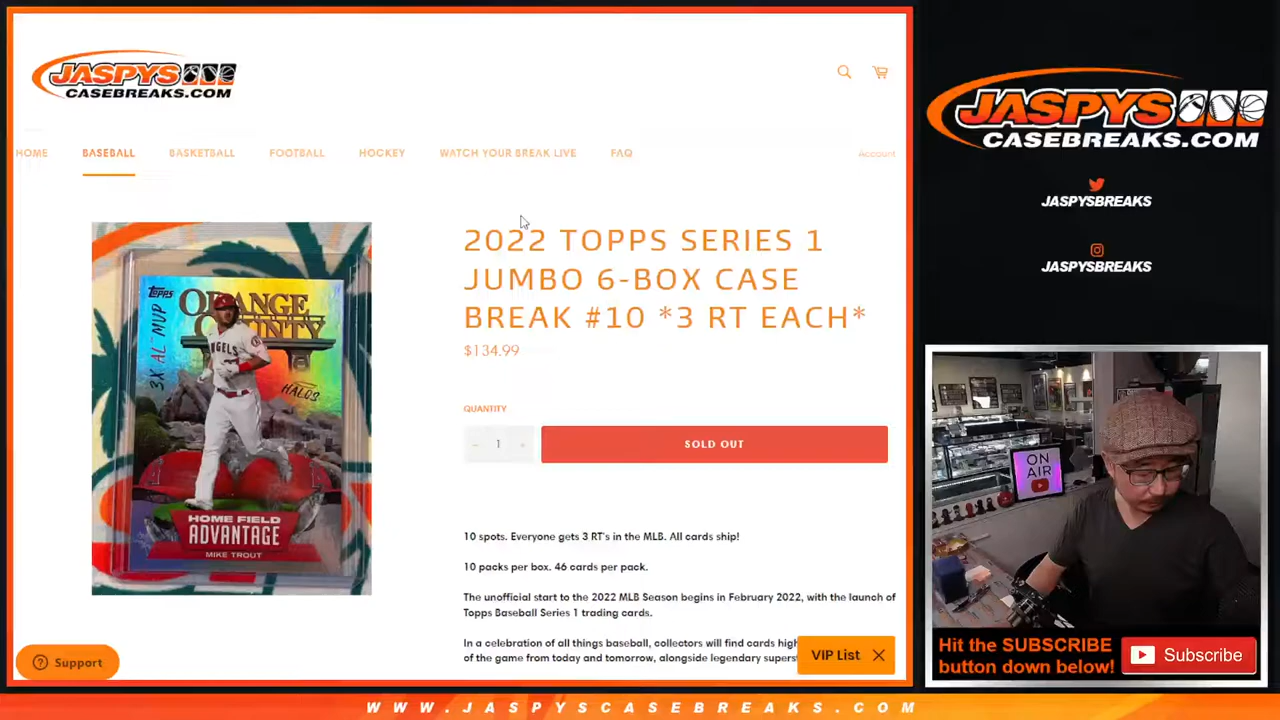 JASPYS
CASEBREAKS.COM
HOME BASEBALL BASKETBALL FOOTBALL HOCKEY WATCH YOUR BREAK LIVE FAQ Account
Topps
ORANGE
COUNTY
3X AL MVP
ANGELS
HALOS
HOME FIELD
ADVANTAGE
MIKE TROUT
2022 TOPPS SERIES 1
JUMBO 6-BOX CASE
BREAK #10 *3 RT EACH*
$134.99
QUANTITY
− 1 +
SOLD OUT
10 spots. Everyone gets 3 RT's in the MLB. All cards ship!
10 packs per box. 46 cards per pack.
The unofficial start to the 2022 MLB Season begins in February 2022, with the launch of
Topps Baseball Series 1 trading cards.
In a celebration of all things baseball, collectors will find cards
of the game from today and tomorrow, alongside legendary
Support
VIP List
JASPYS
CASEBREAKS.COM
JASPYSBREAKS
JASPYSBREAKS
ON
AIR
Hit the SUBSCRIBE
button down below!
Subscribe
WWW.JASPYSCASEBREAKS.COM